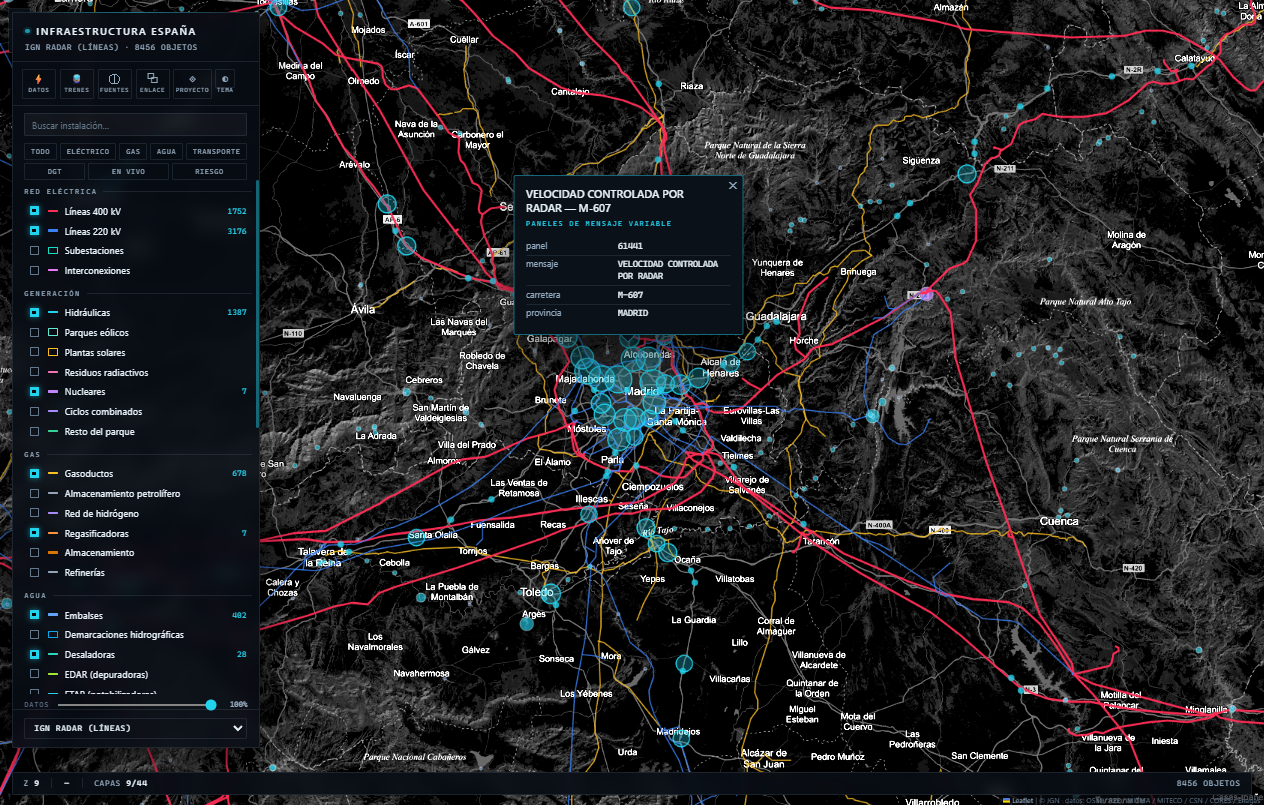 INFRAESTRUCTURA ESPAÑA
IGN RADAR (LÍNEAS) · 8456 OBJETOS
DATOS
TRENES
FUENTES
ENLACE
PROYECTO
TEMA
Buscar instalación...
TODO
ELÉCTRICO
GAS
AGUA
TRANSPORTE
DGT
EN VIVO
RIESGO
RED ELÉCTRICA
Líneas 400 kV 1752
Líneas 220 kV 3176
Subestaciones
Interconexiones
GENERACIÓN
Hidráulicas 1387
Parques eólicos
Plantas solares
Residuos radiactivos
Nucleares 7
Ciclos combinados
Resto del parque
GAS
Gasoductos 678
Almacenamiento petrolífero
Red de hidrógeno
Regasificadoras 7
Almacenamiento
Refinerías
AGUA
Embalses 402
Demarcaciones hidrográficas
Desaladoras 28
EDAR (depuradoras)
DATOS 100%
IGN RADAR (LÍNEAS)
Z 9
—
CAPAS 9/44
8456 OBJETOS
VELOCIDAD CONTROLADA POR
RADAR — M-607
PANELES DE MENSAJE VARIABLE
panel 61441
mensaje VELOCIDAD CONTROLADA
POR RADAR
carretera M-607
provincia MADRID
Mojados
A-601
Cuéllar
Íscar
Medina del
Campo
Olmedo
Cantalejo
Riaza
Almazán
N-2R
Calatayud
Nava de la
Asunción
Carbonero el
Mayor
Arévalo
Parque Natural de la Sierra
Norte de Guadalajara
Sigüenza
N-211
AP-6
AP-61
Molina de
Aragón
Yunquera de
Henares
Brihuega
Parque Natural Alto Tajo
Ávila
N-110
Las Navas del
Marqués
Galapagar
Guadalajara
Horche
Robledo de
Chavela
Alcobenda
Alcalá de
Henares
Cebreros
Majadahonda
Madrid
Navaluenga
Brunete
San Martín de
Valdeiglesias
La Partija-
Santa Mónica
Eurovillas-Las
Villas
Móstoles
La Adrada
Villa del Prado
Valdilecha
Parque Natural Serranía de
Cuenca
Almorox
El Álamo
Parla
Tielmes
Las Ventas de
Retamosa
Ciempozuelos
Villarejo de
Salvanés
Illescas
Seseña
Villaconejos
Fuensalida
Recas
N-400A
N-400
Cuenca
Santa Olalla
Añover de
Tajo
Tarancón
Talavera de
la Reina
Cebolla
Torrijos
Ocaña
Bargas
N-420
Calera y
Chozas
La Puebla de
Montalbán
Toledo
Yepes
Villatobas
Argés
La Guardia
Corral de
Almaguer
Los
Navalmorales
Gálvez
Sonseca
Mora
Lillo
Villanueva de
Alcardete
Navahermosa
Villacañas
Los Yébenes
Quintanar de
la Orden
N-3
Motilla del
Palancar
Minglanilla
Miguel
Esteban
Mota del
Cuervo
Madridejos
Las
Pedroñeras
Villanueva de
la Jara
Iniesta
Parque Nacional Cabañeros
Urda
Alcázar de
San Juan
Pedro Muñoz
San Clemente
Villamalea
Villarrobledo
Leaflet